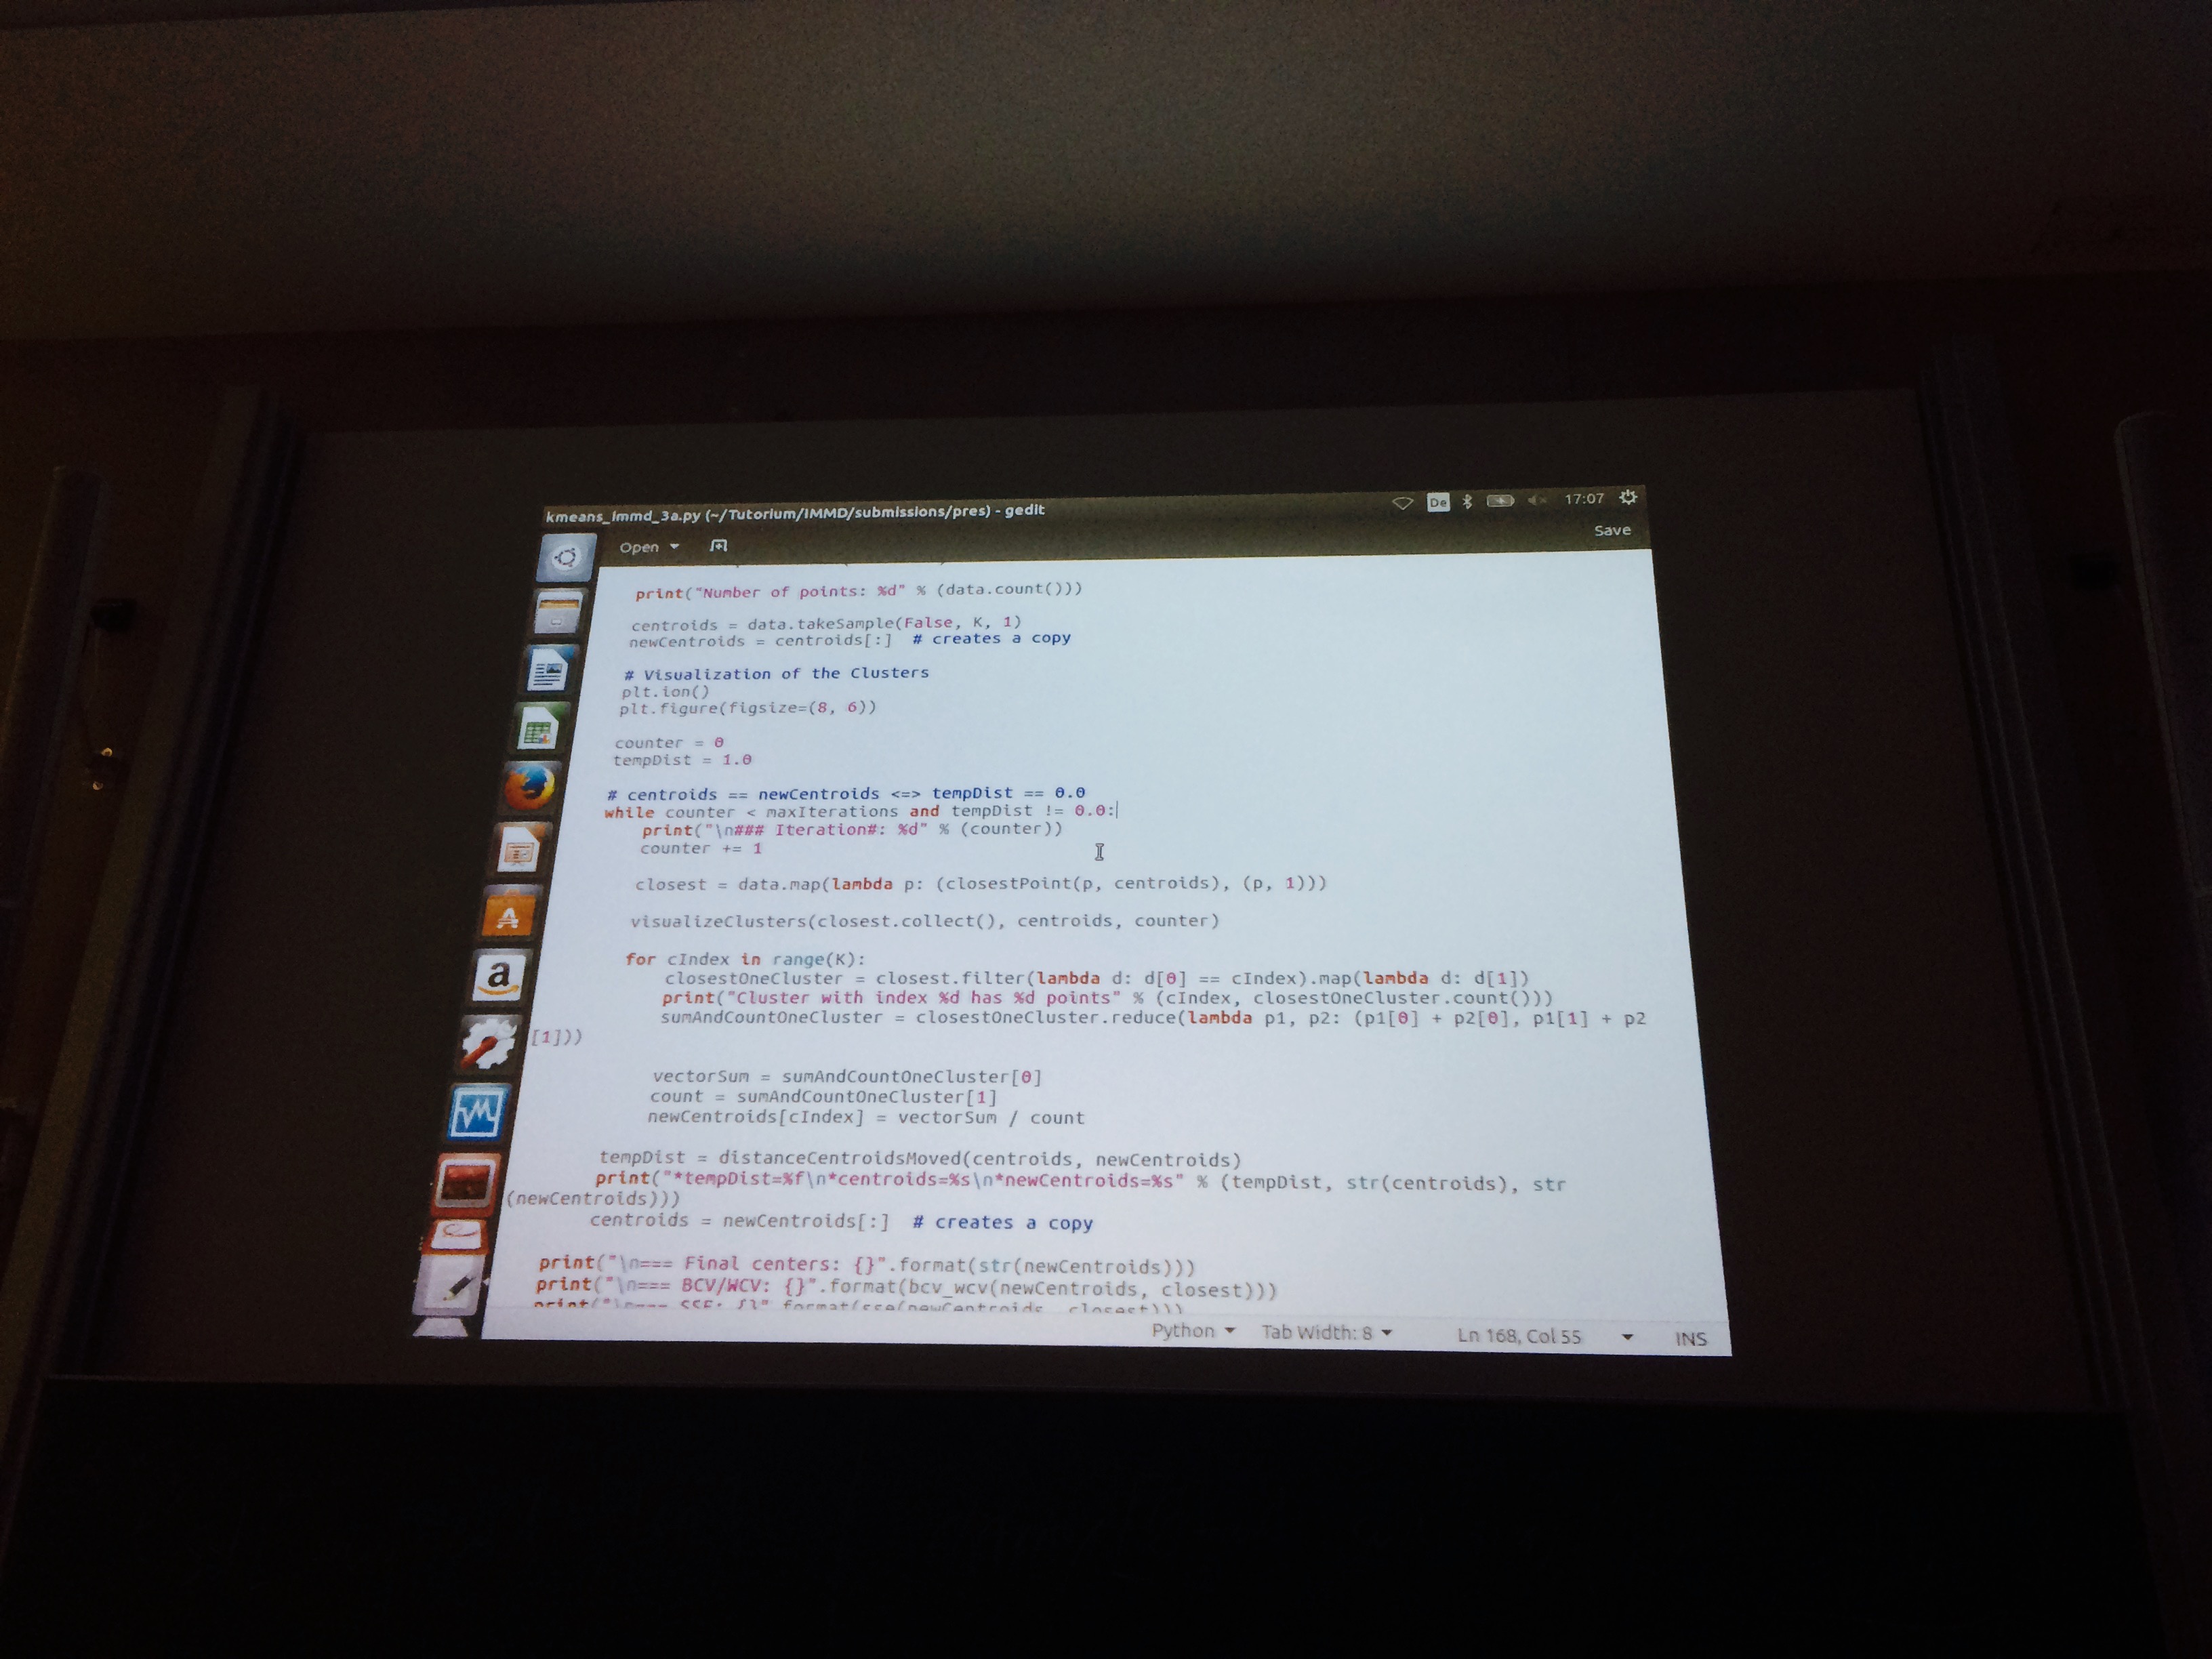 kmeans_immd_3a.py (~/Tutorium/IMMD/submissions/pres) - gedit
De 17:07
Open Save
print("Number of points: %d" % (data.count()))
centroids = data.takeSample(False, K, 1)
newCentroids = centroids[:]  # creates a copy
# Visualization of the Clusters
plt.ion()
plt.figure(figsize=(8, 6))
counter = 0
tempDist = 1.0
# centroids == newCentroids <=> tempDist == 0.0
while counter < maxIterations and tempDist != 0.0:
print("\n### Iteration#: %d" % (counter))
counter += 1
closest = data.map(lambda p: (closestPoint(p, centroids), (p, 1)))
visualizeClusters(closest.collect(), centroids, counter)
for cIndex in range(K):
closestOneCluster = closest.filter(lambda d: d[0] == cIndex).map(lambda d: d[1])
print("Cluster with index %d has %d points" % (cIndex, closestOneCluster.count()))
sumAndCountOneCluster = closestOneCluster.reduce(lambda p1, p2: (p1[0] + p2[0], p1[1] + p2
[1]))
vectorSum = sumAndCountOneCluster[0]
count = sumAndCountOneCluster[1]
newCentroids[cIndex] = vectorSum / count
tempDist = distanceCentroidsMoved(centroids, newCentroids)
print("*tempDist=%f\n*centroids=%s\n*newCentroids=%s" % (tempDist, str(centroids), str
(newCentroids)))
centroids = newCentroids[:]  # creates a copy
print("\n=== Final centers: {}".format(str(newCentroids)))
print("\n=== BCV/WCV: {}".format(bcv_wcv(newCentroids, closest)))
print("\n=== SSE: {}".format(sse(newCentroids, closest)))
Python Tab Width: 8 Ln 168, Col 55 INS